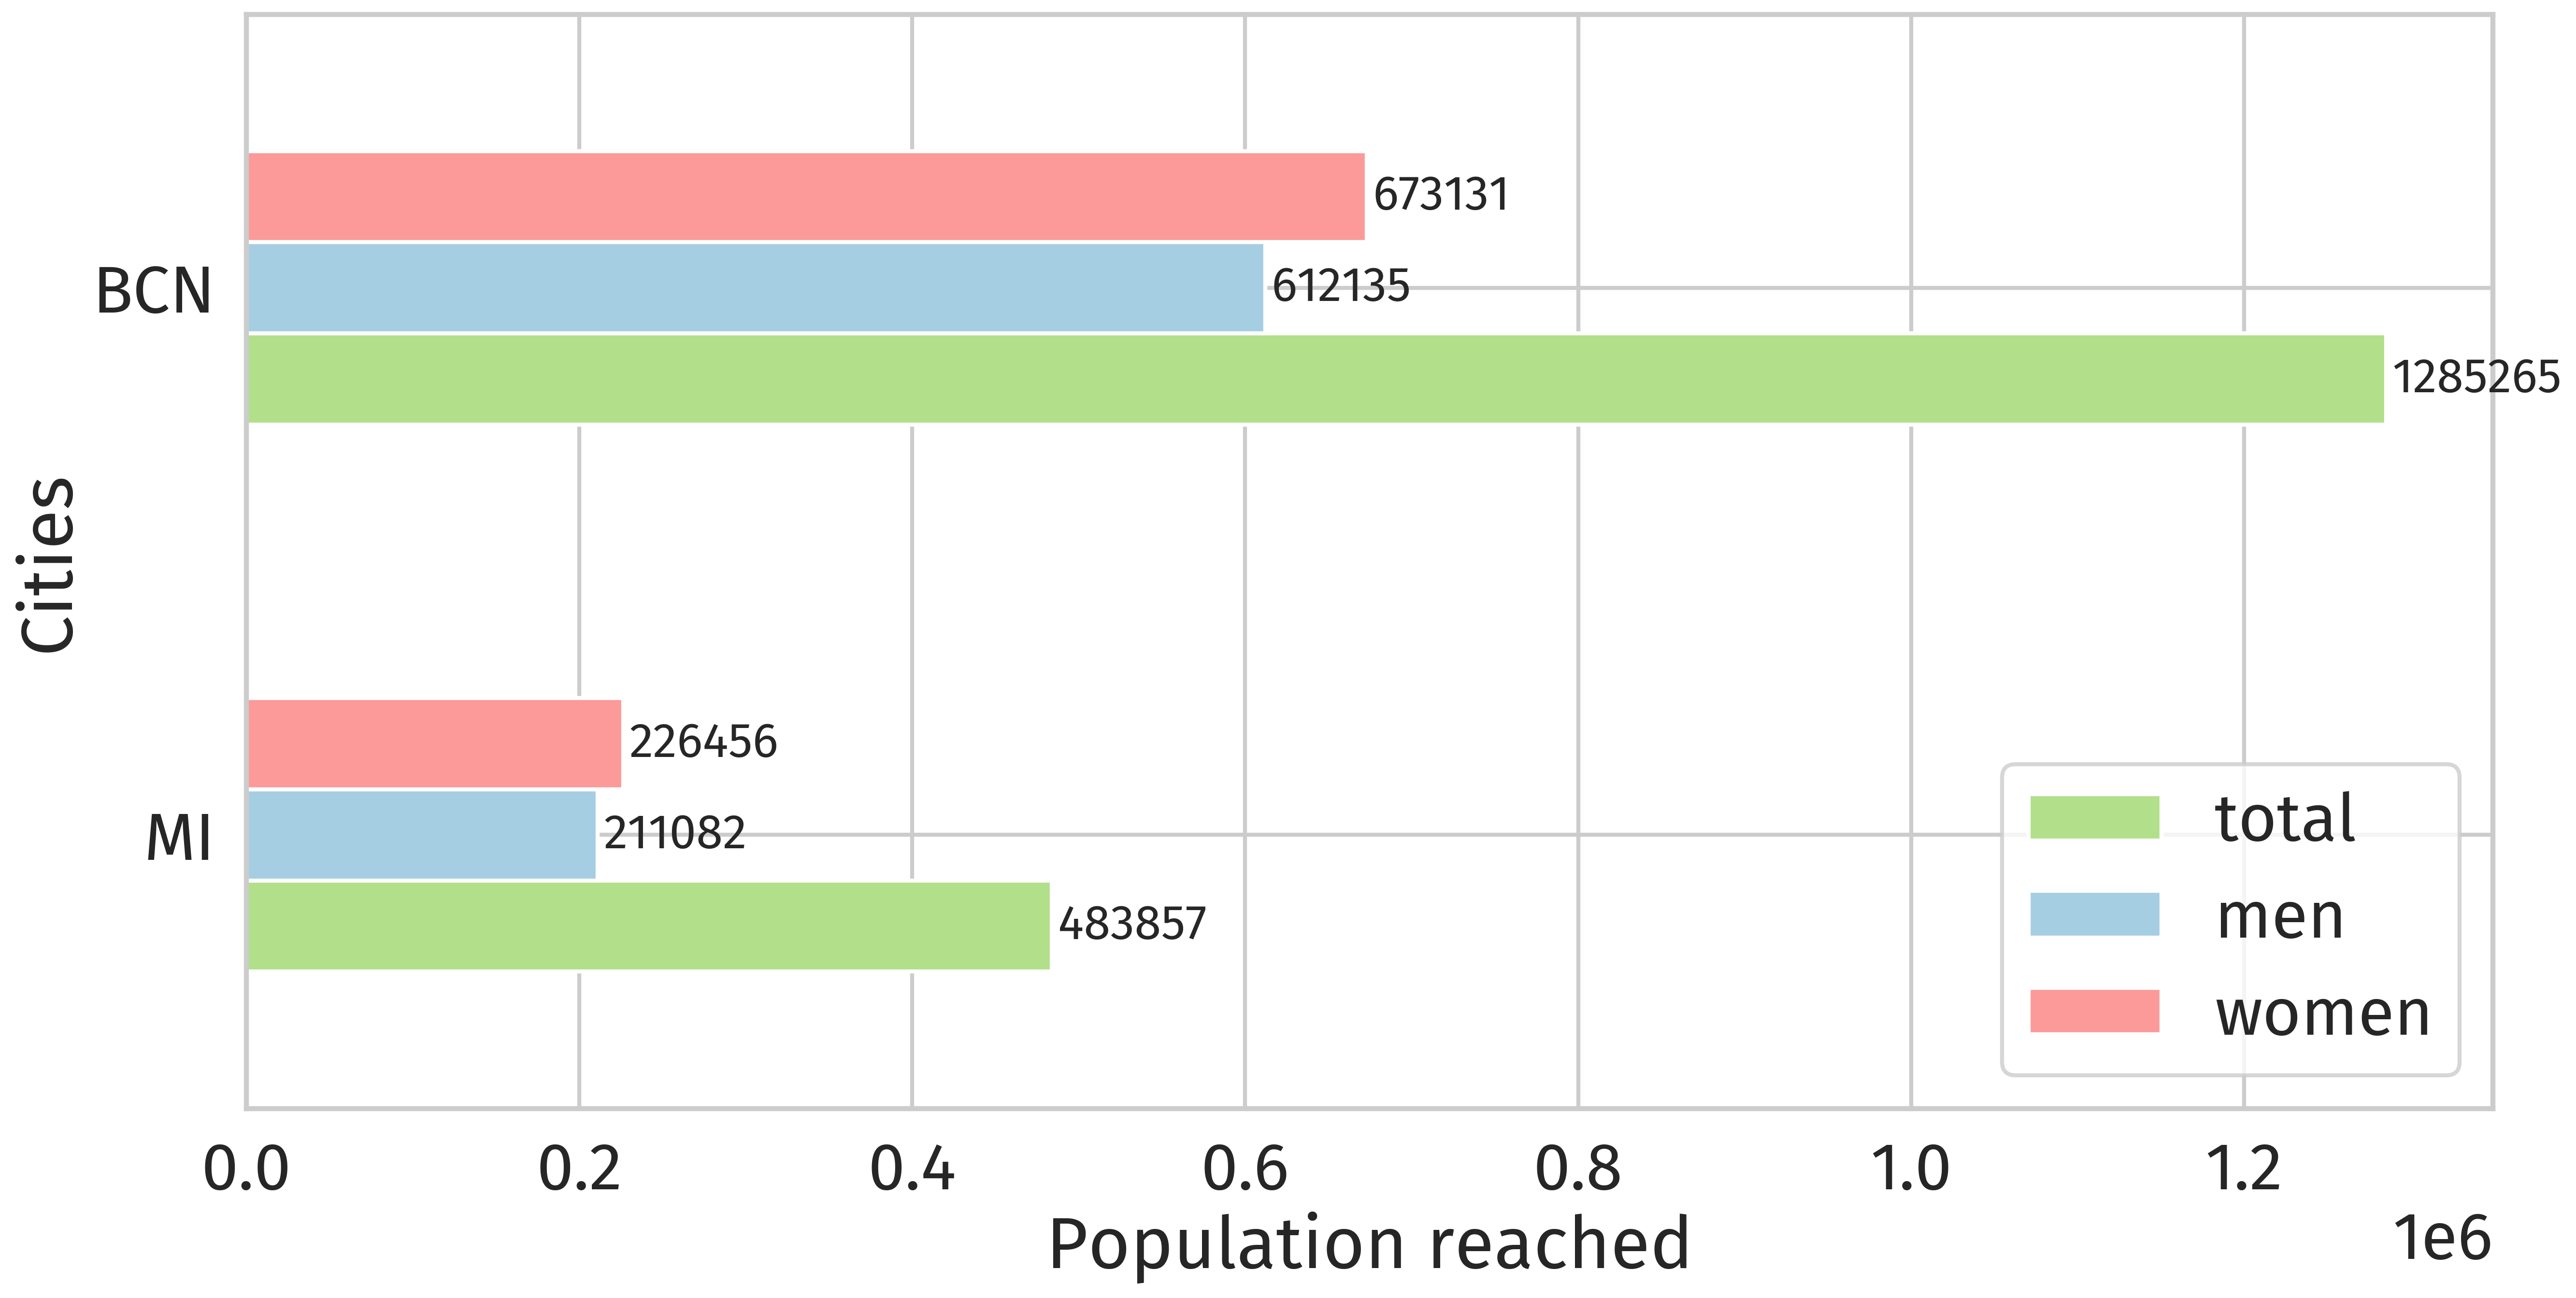 673131
BCN
612135
1285265
Cities
226456
MI
211082
483857
total
men
women
0.0 0.2 0.4 0.6 0.8 1.0 1.2
Population reached
1e6